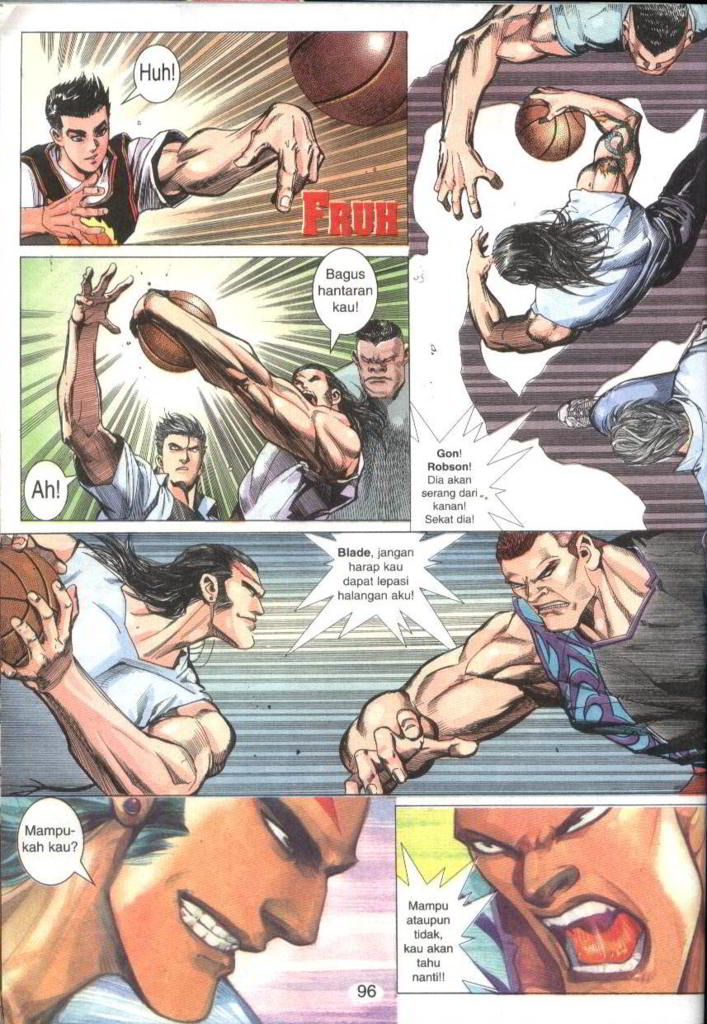 Huh!
FRUH
Bagus
hantaran
kau!
Ah!
Gon!
Robson!
Dia akan
serang dari
kanan!
Sekat dia!
Blade, jangan
harap kau
dapat lepasi
halangan aku!
Mampu-
kah kau?
Mampu
ataupun
tidak,
kau akan
tahu
nanti!!
96